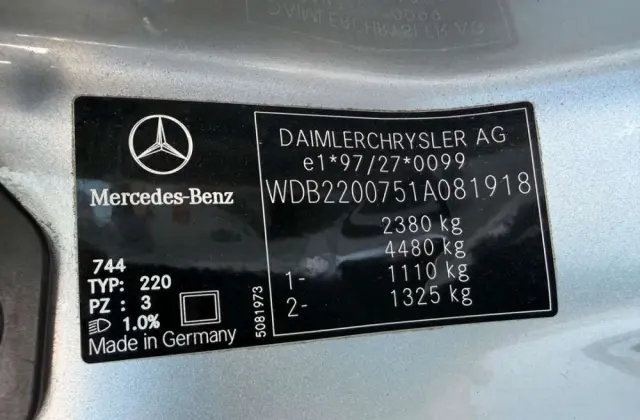 DAIMLERCHRYSLER AG
e1*97/27*0099
WDB2200751A081918
2380 kg
4480 kg
1- 1110 kg
2- 1325 kg
Mercedes-Benz
744
TYP: 220
PZ : 3
1.0%
Made in Germany
5081973